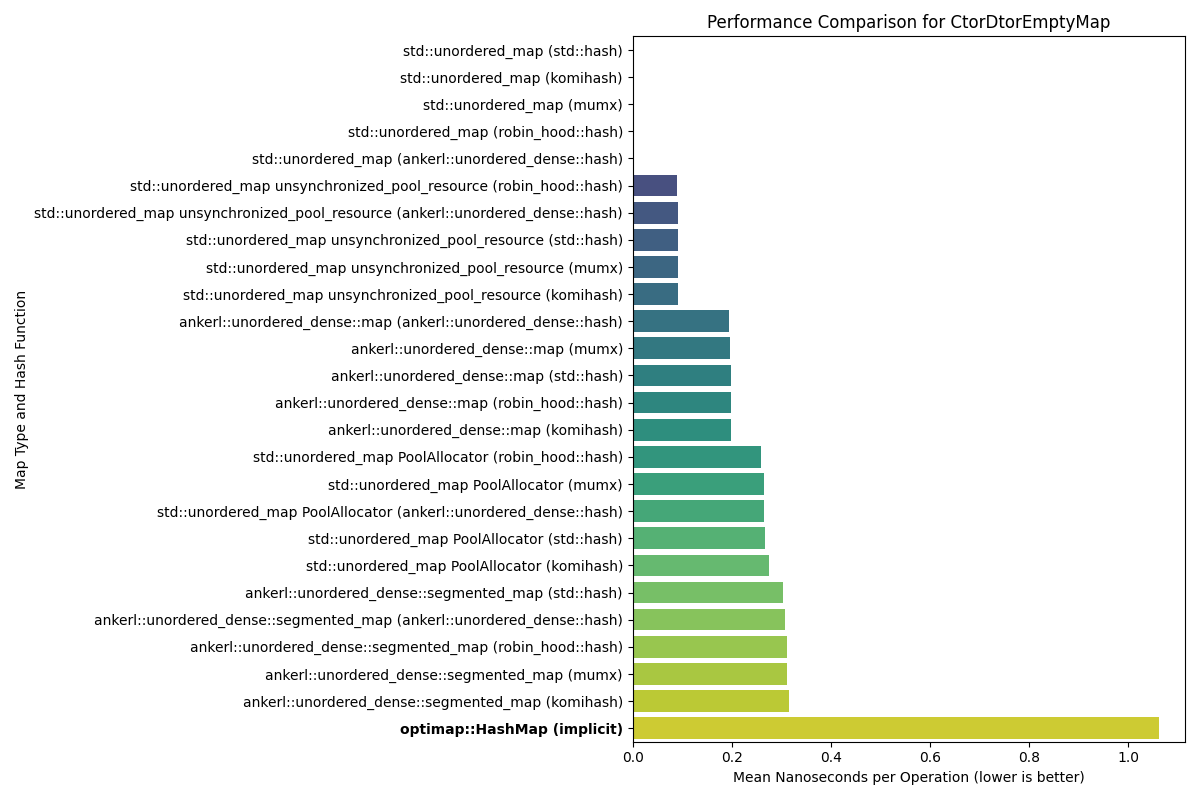 Performance Comparison for CtorDtorEmptyMap
std::unordered_map (std::hash)
std::unordered_map (komihash)
std::unordered_map (mumx)
std::unordered_map (robin_hood::hash)
std::unordered_map (ankerl::unordered_dense::hash)
std::unordered_map unsynchronized_pool_resource (robin_hood::hash)
std::unordered_map unsynchronized_pool_resource (ankerl::unordered_dense::hash)
std::unordered_map unsynchronized_pool_resource (std::hash)
std::unordered_map unsynchronized_pool_resource (mumx)
std::unordered_map unsynchronized_pool_resource (komihash)
ankerl::unordered_dense::map (ankerl::unordered_dense::hash)
ankerl::unordered_dense::map (mumx)
ankerl::unordered_dense::map (std::hash)
ankerl::unordered_dense::map (robin_hood::hash)
ankerl::unordered_dense::map (komihash)
std::unordered_map PoolAllocator (robin_hood::hash)
std::unordered_map PoolAllocator (mumx)
std::unordered_map PoolAllocator (ankerl::unordered_dense::hash)
std::unordered_map PoolAllocator (std::hash)
std::unordered_map PoolAllocator (komihash)
ankerl::unordered_dense::segmented_map (std::hash)
ankerl::unordered_dense::segmented_map (ankerl::unordered_dense::hash)
ankerl::unordered_dense::segmented_map (robin_hood::hash)
ankerl::unordered_dense::segmented_map (mumx)
ankerl::unordered_dense::segmented_map (komihash)
optimap::HashMap (implicit)
Map Type and Hash Function
0.0 0.2 0.4 0.6 0.8 1.0
Mean Nanoseconds per Operation (lower is better)